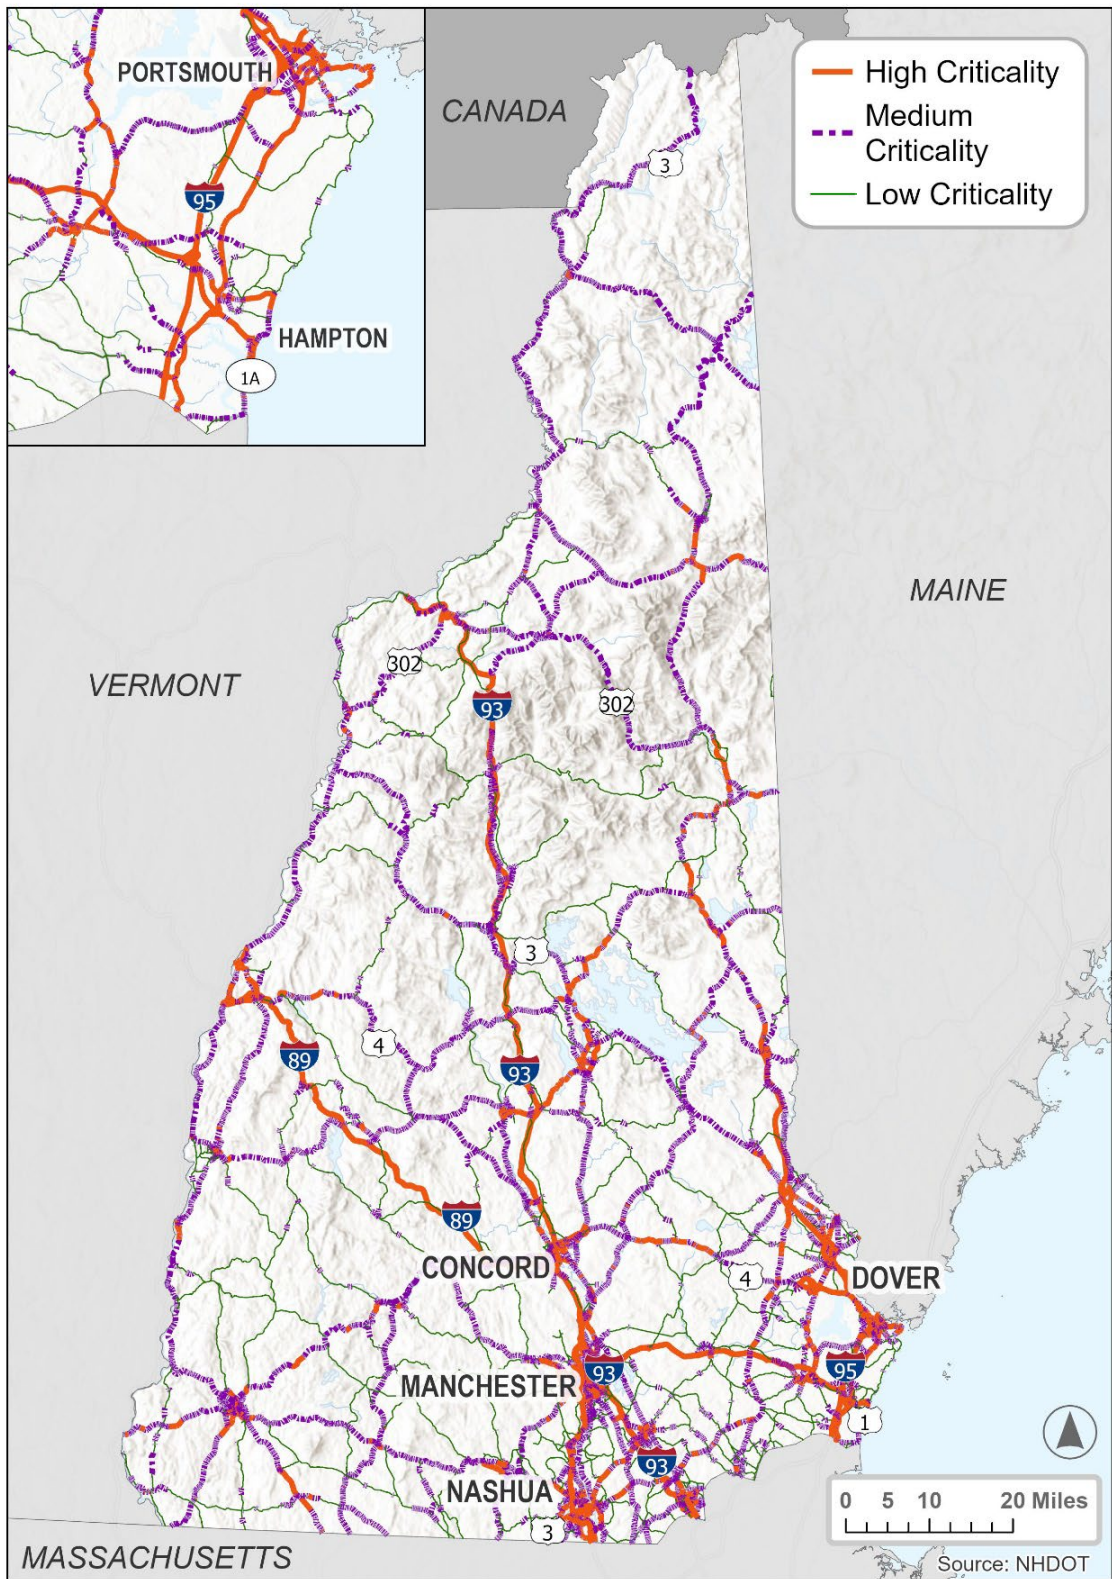 PORTSMOUTH
95
HAMPTON
1A
CANADA
High Criticality
Medium
Criticality
Low Criticality
3
MAINE
VERMONT
302
302
93
3
4
89
93
89
CONCORD
4
DOVER
93
95
MANCHESTER
1
93
NASHUA
3
0 5 10 20 Miles
MASSACHUSETTS
Source: NHDOT